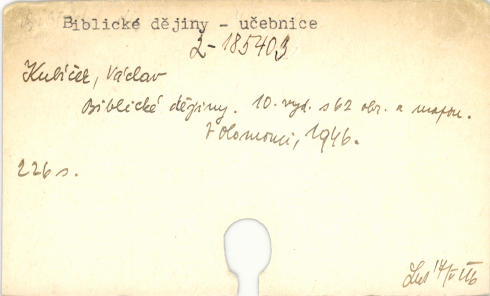 Biblické dějiny - učebnice
2-185403
Kubíček, Václav
Biblické dějiny. 10. vyd. s 62 obr. a mapou.
V Olomouci, 1946.
226 s.